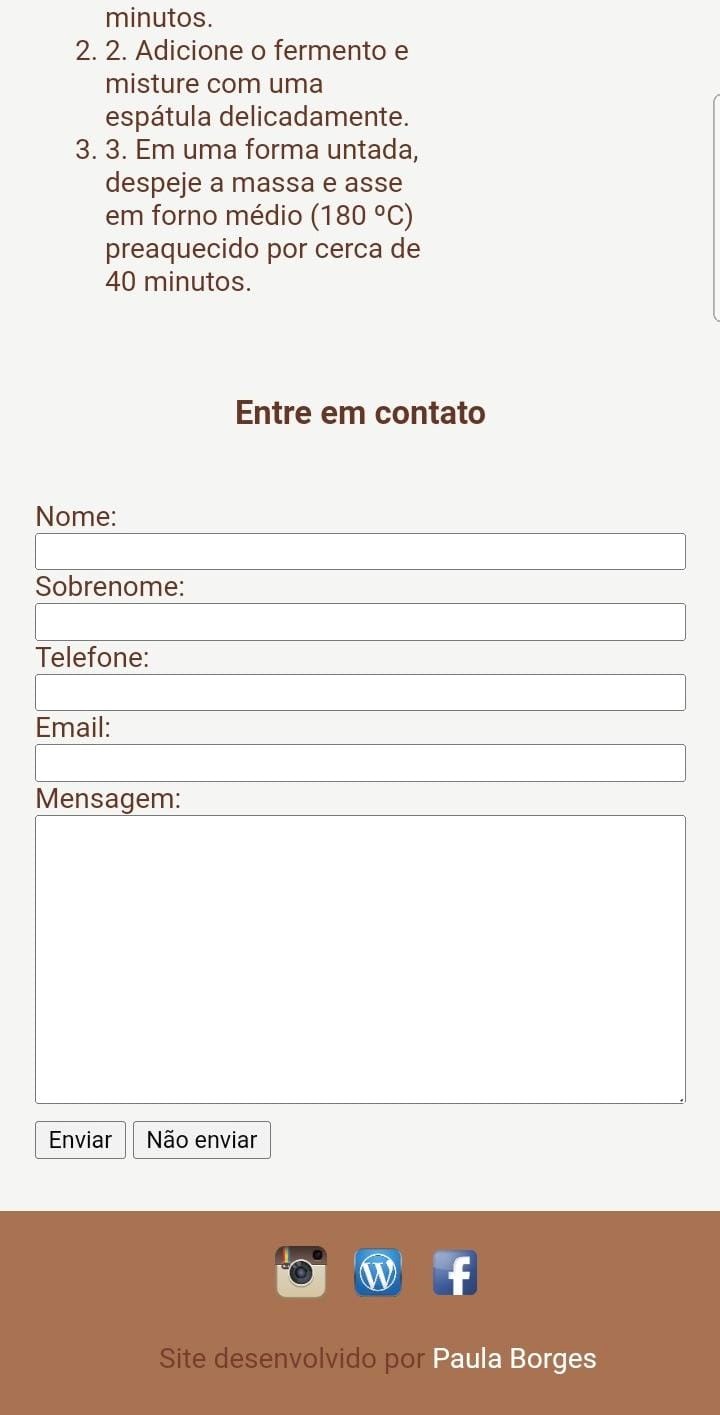 minutos.
2. 2. Adicione o fermento e
misture com uma
espátula delicadamente.
3. 3. Em uma forma untada,
despeje a massa e asse
em forno médio (180 ºC)
preaquecido por cerca de
40 minutos.
Entre em contato
Nome:
Sobrenome:
Telefone:
Email:
Mensagem:
Enviar Não enviar
Site desenvolvido por Paula Borges